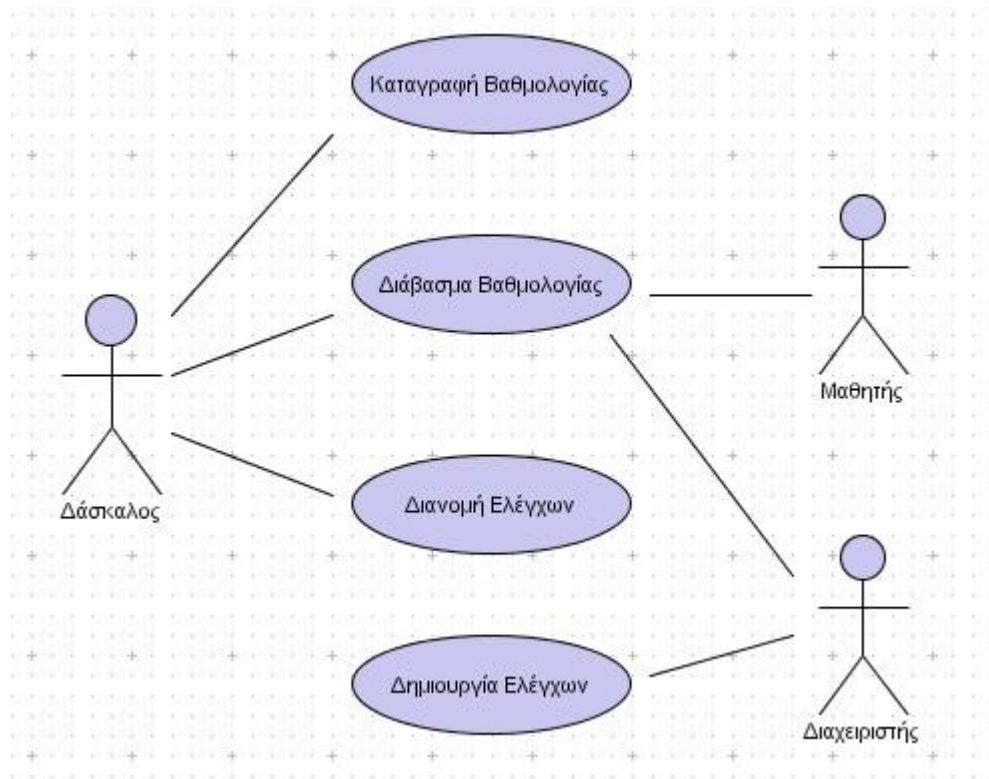 Καταγραφή Βαθμολογίας
Διάβασμα Βαθμολογίας
Μαθητής
Δάσκαλος
Διανομή Ελέγχων
Δημιουργία Ελέγχων
Διαχειριστής